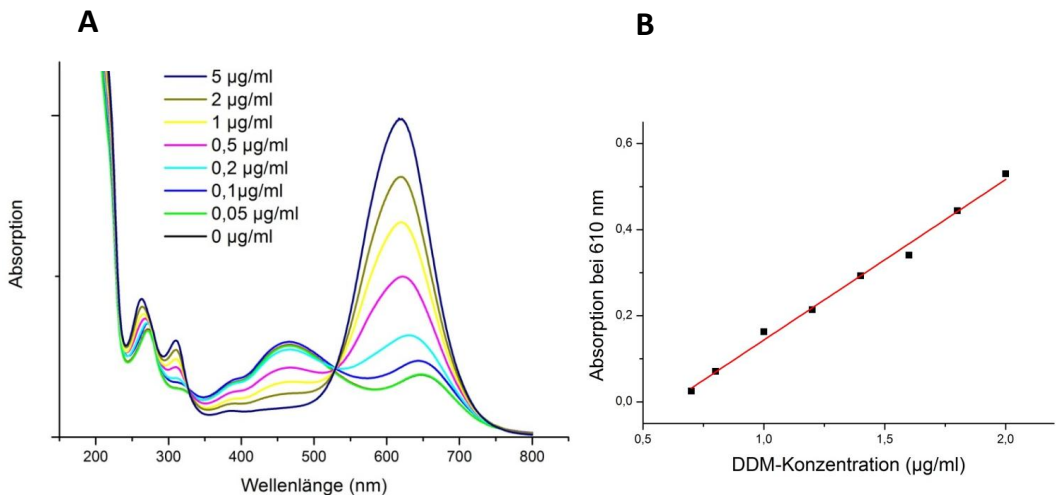 A
5 µg/ml
2 µg/ml
1 µg/ml
0,5 µg/ml
0,2 µg/ml
0,1µg/ml
0,05 µg/ml
0 µg/ml
Absorption
200 300 400 500 600 700 800
Wellenlänge (nm)
B
0,6
0,4
0,2
0,0
Absorption bei 610 nm
0,5 1,0 1,5 2,0
DDM-Konzentration (µg/ml)